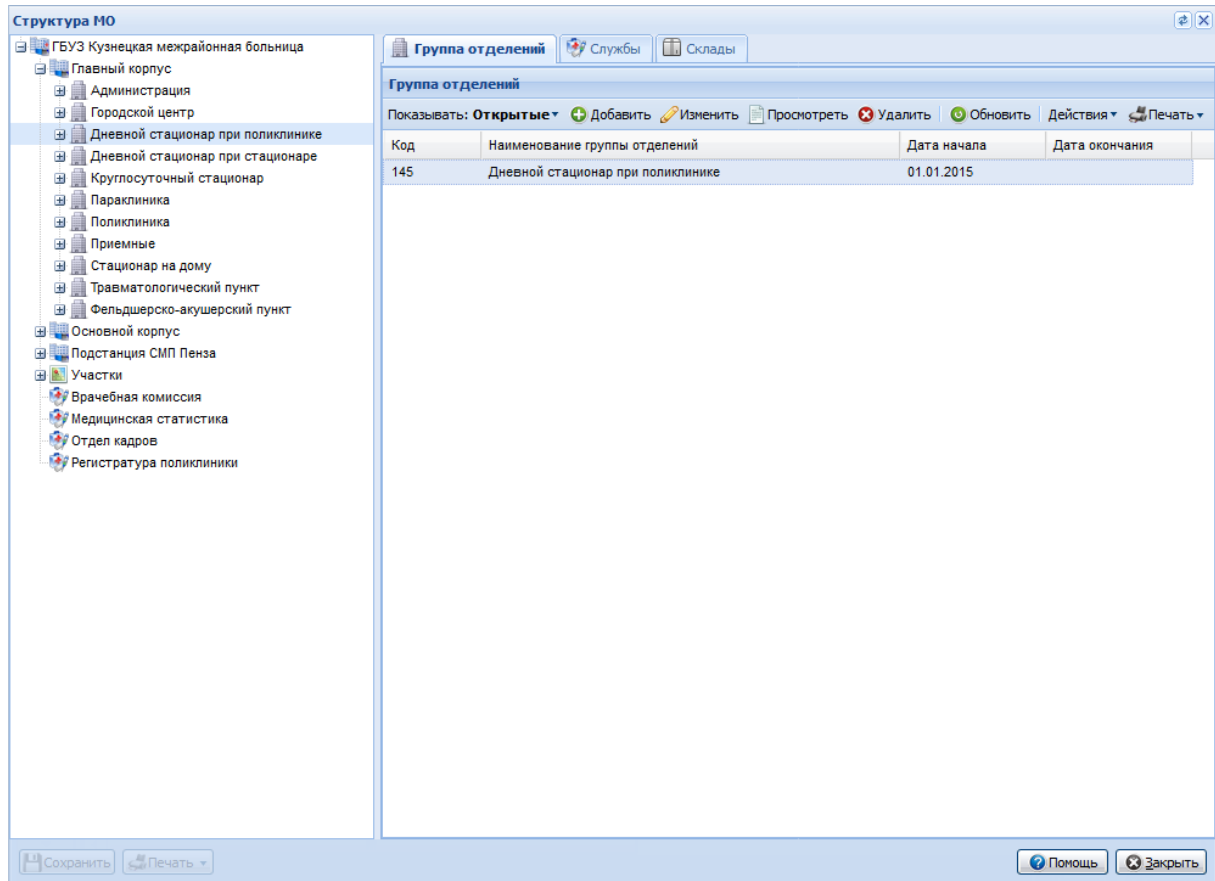 Структура МО
ГБУЗ Кузнецкая межрайонная больница
Главный корпус
Администрация
Городской центр
Дневной стационар при поликлинике
Дневной стационар при стационаре
Круглосуточный стационар
Параклиника
Поликлиника
Приемные
Стационар на дому
Травматологический пункт
Фельдшерско-акушерский пункт
Основной корпус
Подстанция СМП Пенза
Участки
Врачебная комиссия
Медицинская статистика
Отдел кадров
Регистратура поликлиники
Группа отделений Службы Склады
Группа отделений
Показывать: Открытые Добавить Изменить Просмотреть Удалить Обновить Действия Печать
Код Наименование группы отделений Дата начала Дата окончания
145 Дневной стационар при поликлинике 01.01.2015
Сохранить Печать Помощь Закрыть